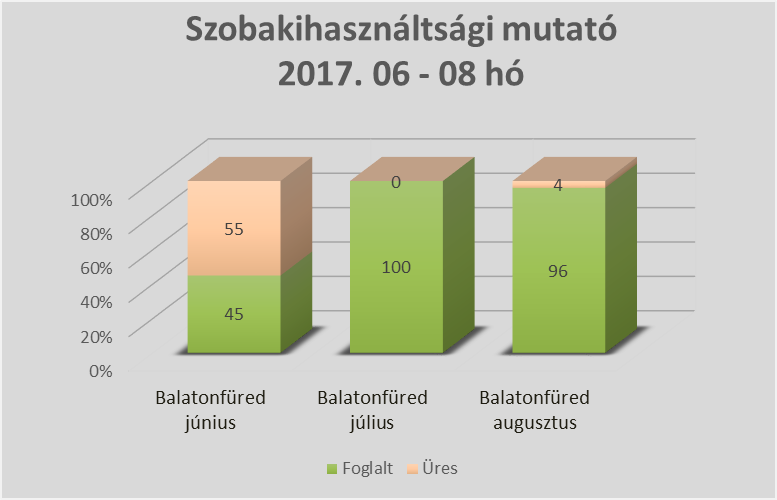 Szobakihasználtsági mutató
2017. 06 - 08 hó
100%
80%
60%
40%
20%
0%
55
45
0
100
4
96
Balatonfüred
június
Balatonfüred
július
Balatonfüred
augusztus
Foglalt
Üres